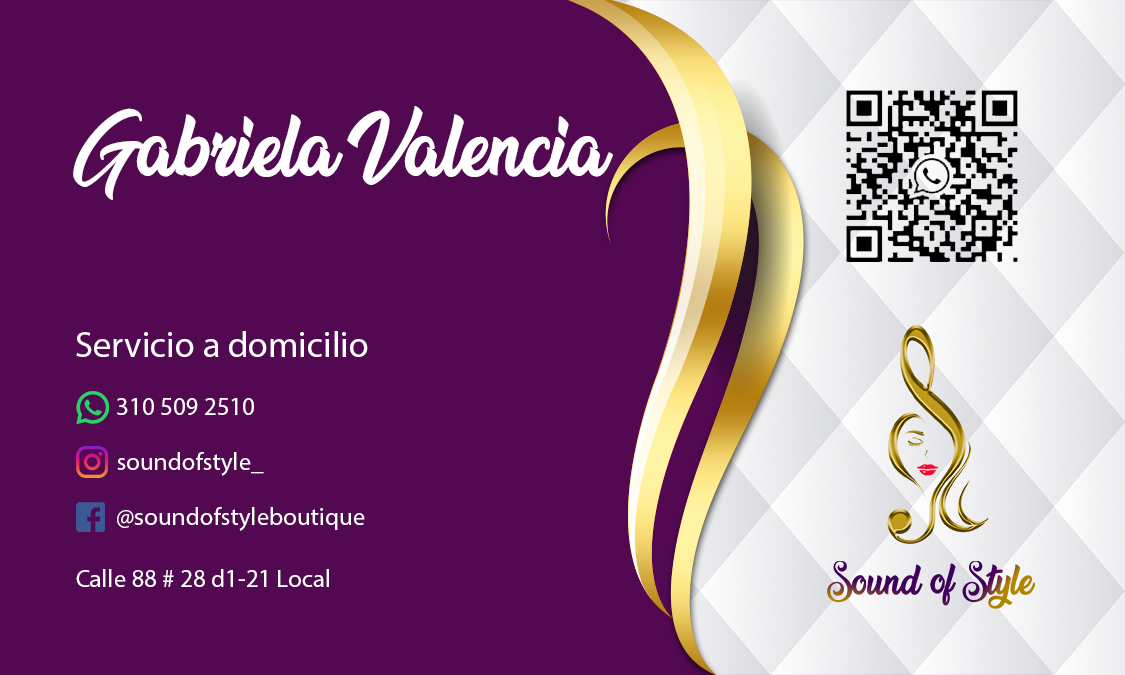 Gabriela Valencia
Servicio a domicilio
310 509 2510
soundofstyle_
@soundofstyleboutique
Calle 88 # 28 d1-21 Local
Sound of Style